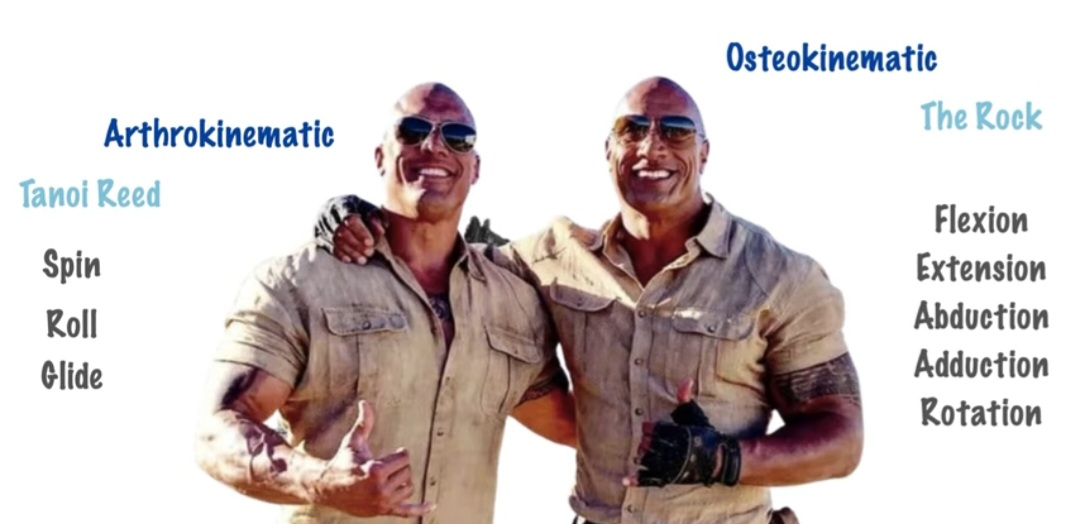 Arthrokinematic
Tanoi Reed
Spin
Roll
Glide
Osteokinematic
The Rock
Flexion
Extension
Abduction
Adduction
Rotation